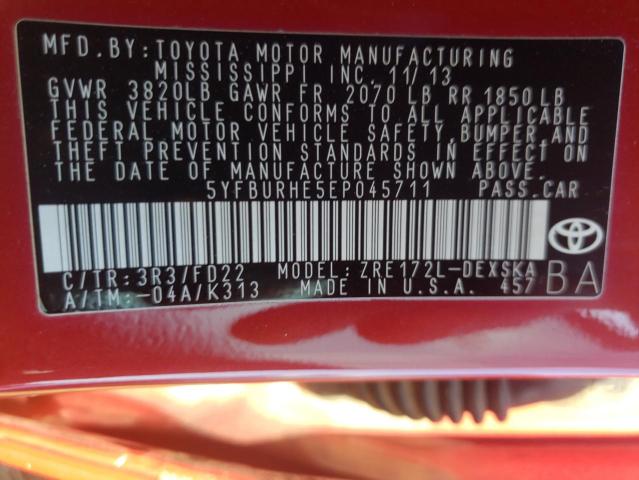 MFD. BY: TOYOTA MOTOR MANUFACTURING
MISSISSIPPI INC. 11/13
GVWR 3820LB GAWR FR 2070 LB RR 1850 LB
THIS VEHICLE CONFORMS TO ALL APPLICABLE
FEDERAL MOTOR VEHICLE SAFETY, BUMPER AND
THEFT PREVENTION STANDARDS IN EFFECT ON
THE DATE OF MANUFACTURE SHOWN ABOVE.
5YFBURHE5EP045711 PASS.CAR
C/TR: 3R3/FD22 MODEL: ZRE172L-DEXSKA
A/TM: -04A/K313 MADE IN U.S.A. 457 BA